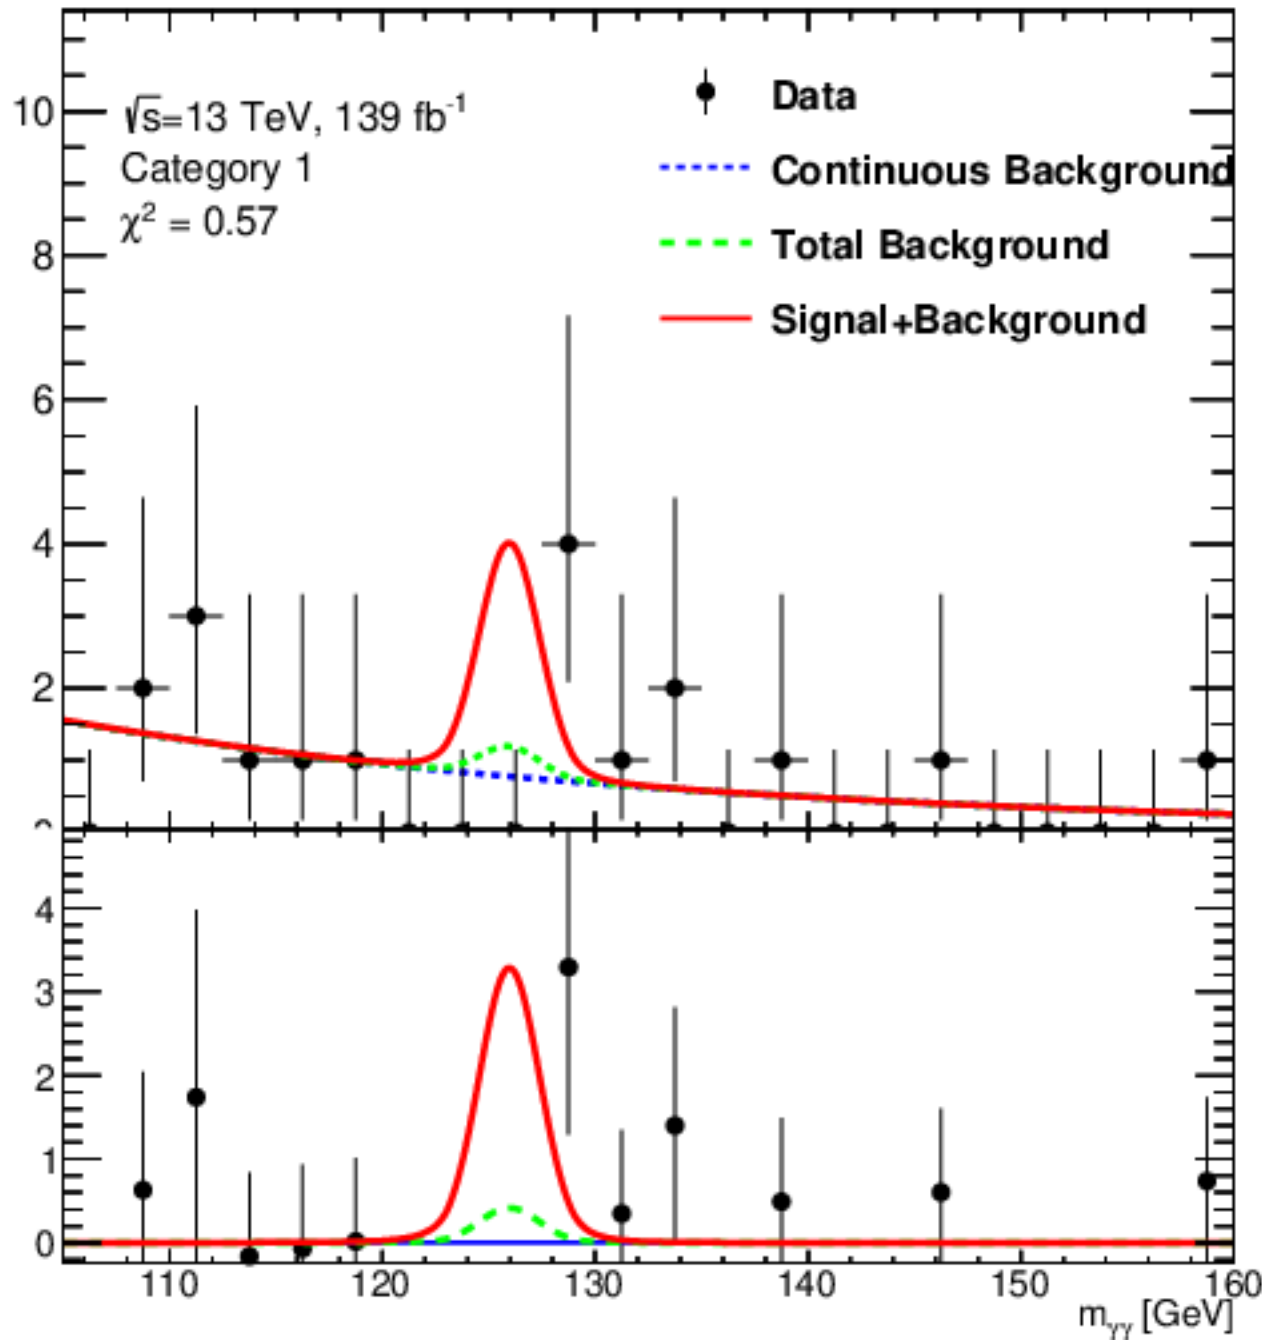 10
8
6
4
2
0
√s=13 TeV, 139 fb⁻¹
Category 1
χ² = 0.57
Data
Continuous Background
Total Background
Signal+Background
4
3
2
1
0
110 120 130 140 150 160
mγγ [GeV]